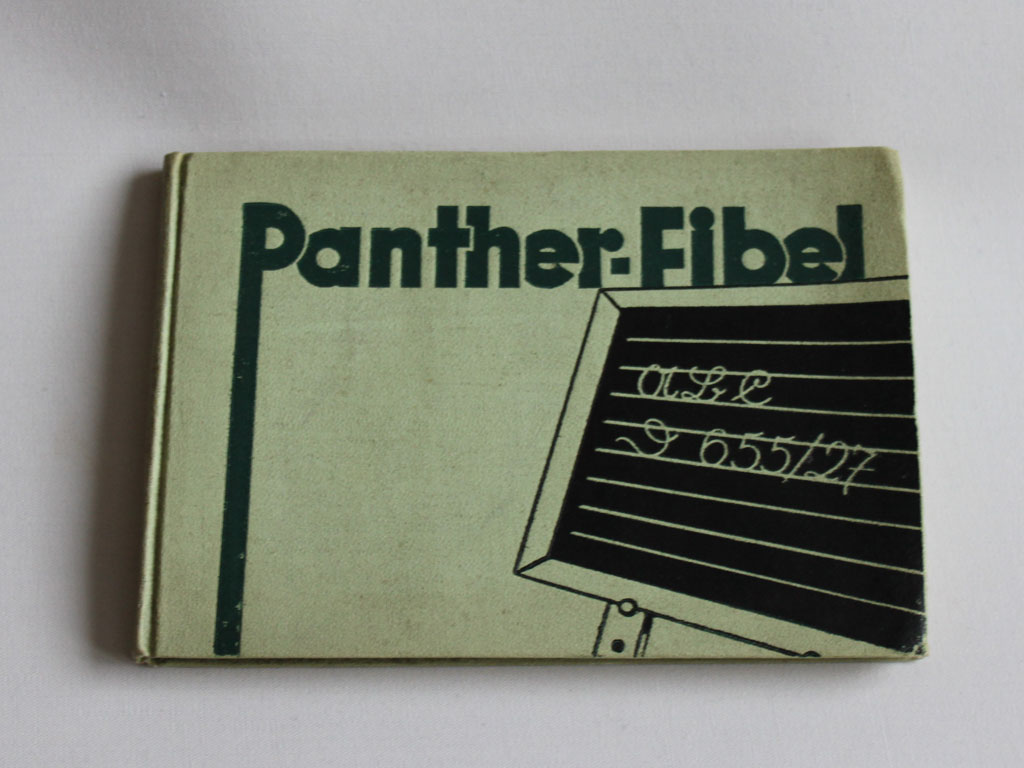 Panther-Fibel
A B C
D 655/27